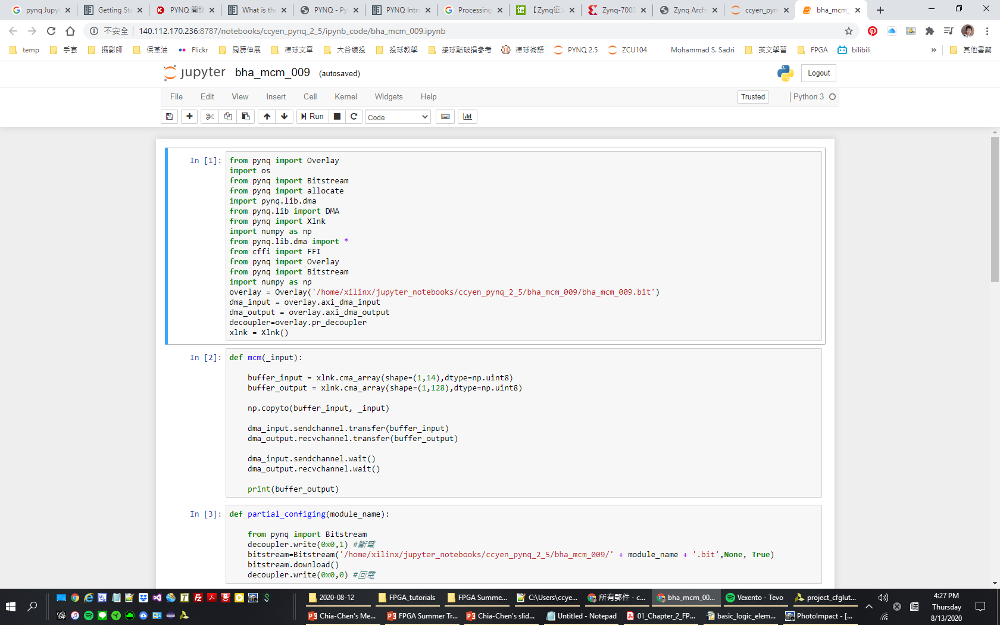 pynq Jupyt
Getting Sta
PYNQ 開發
What is the
PYNQ - Py
PYNQ Intro
Processing
【Zynq征文
Zynq-7000
Zynq Archi
ccyen_pyn
bha_mcm_
不安全
140.112.170.236:8787/notebooks/ccyen_pynq_2_5/ipynb_code/bha_mcm_009.ipynb
temp 手套 攝影師 保革油 Flickr 肩膀伸展 棒球文章 大谷練投 投球教學 接球點破損參考 棒球術語 PYNQ 2.5 ZCU104 Mohammad S. Sadri 英文學習 FPGA bilibili » 其他書籤
jupyter bha_mcm_009 (autosaved) Logout
File Edit View Insert Cell Kernel Widgets Help Trusted Python 3
Run Code
In [1]:
from pynq import Overlay
import os
from pynq import Bitstream
from pynq import allocate
import pynq.lib.dma
from pynq.lib import DMA
from pynq import Xlnk
import numpy as np
from pynq.lib.dma import *
from cffi import FFI
from pynq import Overlay
from pynq import Bitstream
import numpy as np
overlay = Overlay('/home/xilinx/jupyter_notebooks/ccyen_pynq_2_5/bha_mcm_009/bha_mcm_009.bit')
dma_input = overlay.axi_dma_input
dma_output = overlay.axi_dma_output
decoupler=overlay.pr_decoupler
xlnk = Xlnk()
In [2]:
def mcm(_input):
buffer_input = xlnk.cma_array(shape=(1,14),dtype=np.uint8)
buffer_output = xlnk.cma_array(shape=(1,128),dtype=np.uint8)
np.copyto(buffer_input, _input)
dma_input.sendchannel.transfer(buffer_input)
dma_output.recvchannel.transfer(buffer_output)
dma_input.sendchannel.wait()
dma_output.recvchannel.wait()
print(buffer_output)
In [3]:
def partial_configing(module_name):
from pynq import Bitstream
decoupler.write(0x0,1) #斷電
bitstream=Bitstream('/home/xilinx/jupyter_notebooks/ccyen_pynq_2_5/bha_mcm_009/' + module_name + '.bit',None, True)
bitstream.download()
decoupler.write(0x0,0) #回電
2020-08-12 FPGA_tutorials FPGA Summe... C:\Users\ccye... 所有郵件 - c... bha_mcm_00... Vexento - Tevo project_cfglut...
Chia-Chen's Me... FPGA Summer Tr... Chia-Chen's slid... Untitled - Notepad 01_Chapter_2_FP... basic_logic_elem... PhotoImpact - [...
4:27 PM
Thursday
8/13/2020